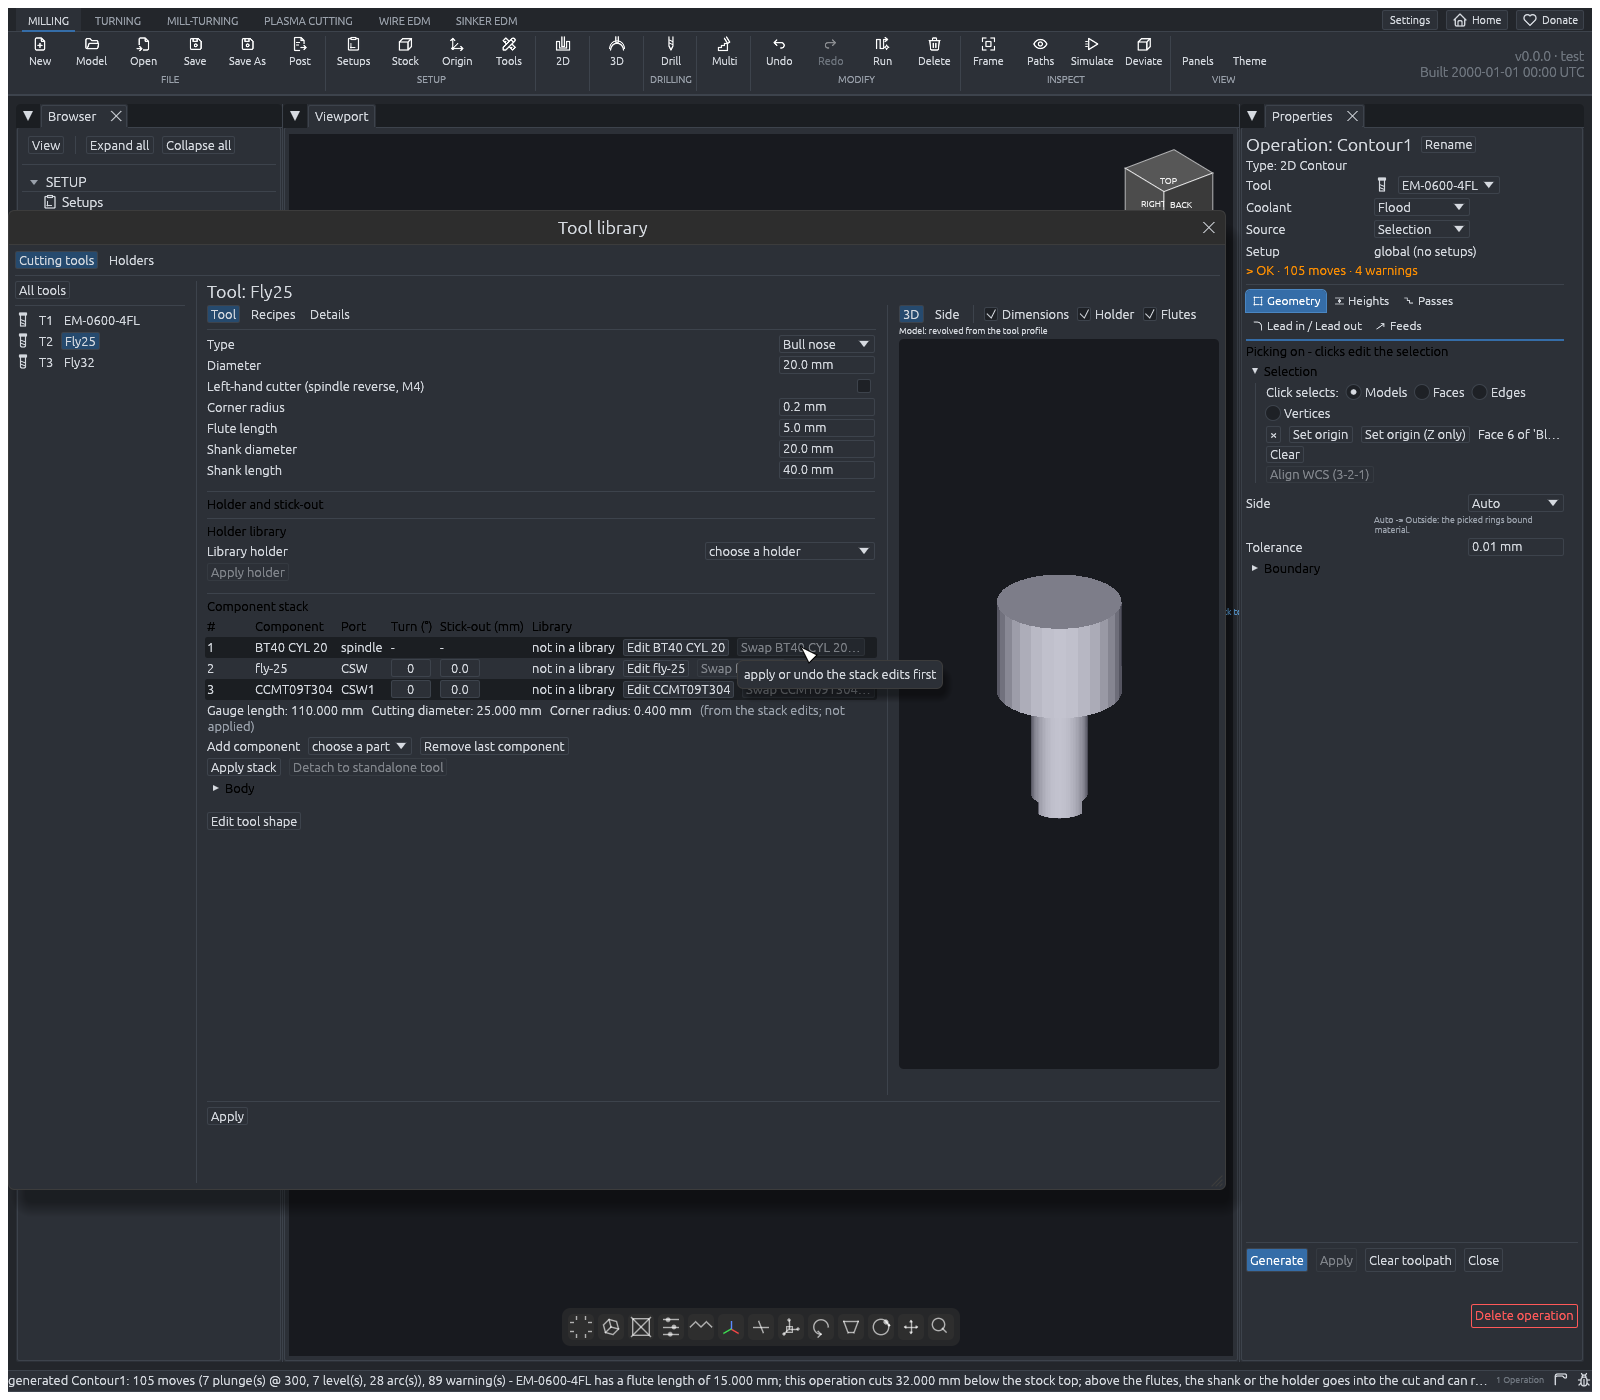 MILLING TURNING MILL-TURNING PLASMA CUTTING WIRE EDM SINKER EDM Settings Home Donate
New Model Open Save Save As Post Setups Stock Origin Tools 2D 3D Drill Multi Undo Redo Run Delete Frame Paths Simulate Deviate Panels Theme
FILE SETUP DRILLING MODIFY INSPECT VIEW
v0.0.0 · test
Built 2000-01-01 00:00 UTC
Browser Viewport Properties
View Expand all Collapse all
SETUP
Setups
TOP
RIGHT BACK
Operation: Contour1 Rename
Type: 2D Contour
Tool EM-0600-4FL
Coolant Flood
Source Selection
Setup global (no setups)
> OK · 105 moves · 4 warnings
Geometry Heights Passes
Lead in / Lead out Feeds
Picking on - clicks edit the selection
Selection
Click selects: Models Faces Edges
Vertices
× Set origin Set origin (Z only) Face 6 of 'Bl...
Clear
Align WCS (3-2-1)
Side Auto
Auto -> Outside: the picked rings bound
material.
Tolerance 0.01 mm
Boundary
Generate Apply Clear toolpath Close
Delete operation
Tool library
Cutting tools Holders
All tools
T1 EM-0600-4FL
T2 Fly25
T3 Fly32
Tool: Fly25
Tool Recipes Details
Type Bull nose
Diameter 20.0 mm
Left-hand cutter (spindle reverse, M4)
Corner radius 0.2 mm
Flute length 5.0 mm
Shank diameter 20.0 mm
Shank length 40.0 mm
Holder and stick-out
Holder library
Library holder choose a holder
Apply holder
Component stack
# Component Port Turn (°) Stick-out (mm) Library
1 BT40 CYL 20 spindle - - not in a library Edit BT40 CYL 20 Swap BT40 CYL 20...
2 fly-25 CSW 0 0.0 not in a library Edit fly-25 Swap
3 CCMT09T304 CSW1 0 0.0 not in a library Edit CCMT09T304 Swap CCMT09T304...
apply or undo the stack edits first
Gauge length: 110.000 mm Cutting diameter: 25.000 mm Corner radius: 0.400 mm (from the stack edits; not
applied)
Add component choose a part Remove last component
Apply stack Detach to standalone tool
Body
Edit tool shape
Apply
3D Side Dimensions Holder Flutes
Model: revolved from the tool profile
generated Contour1: 105 moves (7 plunge(s) @ 300, 7 level(s), 28 arc(s)), 89 warning(s) - EM-0600-4FL has a flute length of 15.000 mm; this operation cuts 32.000 mm below the stock top; above the flutes, the shank or the holder goes into the cut and can r... 1 Operation